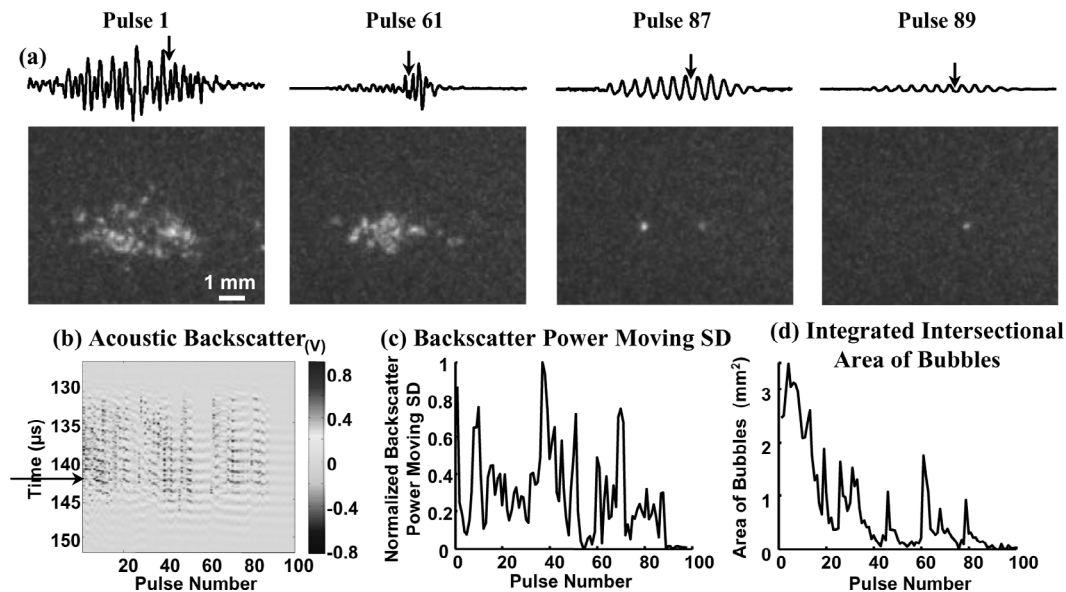 Pulse 1 Pulse 61 Pulse 87 Pulse 89
(a)
1 mm
(b) Acoustic Backscatter(V)
130
135
140
145
150
Time (µs)
20 40 60 80 100
Pulse Number
0.8
0.4
0
-0.4
-0.8
(c) Backscatter Power Moving SD
Normalized Backscatter
Power Moving SD
1
0.8
0.6
0.4
0.2
0
0 20 40 60 80 100
Pulse Number
(d) Integrated Intersectional
Area of Bubbles
Area of Bubbles (mm²)
3
2
1
0
0 20 40 60 80 100
Pulse Number